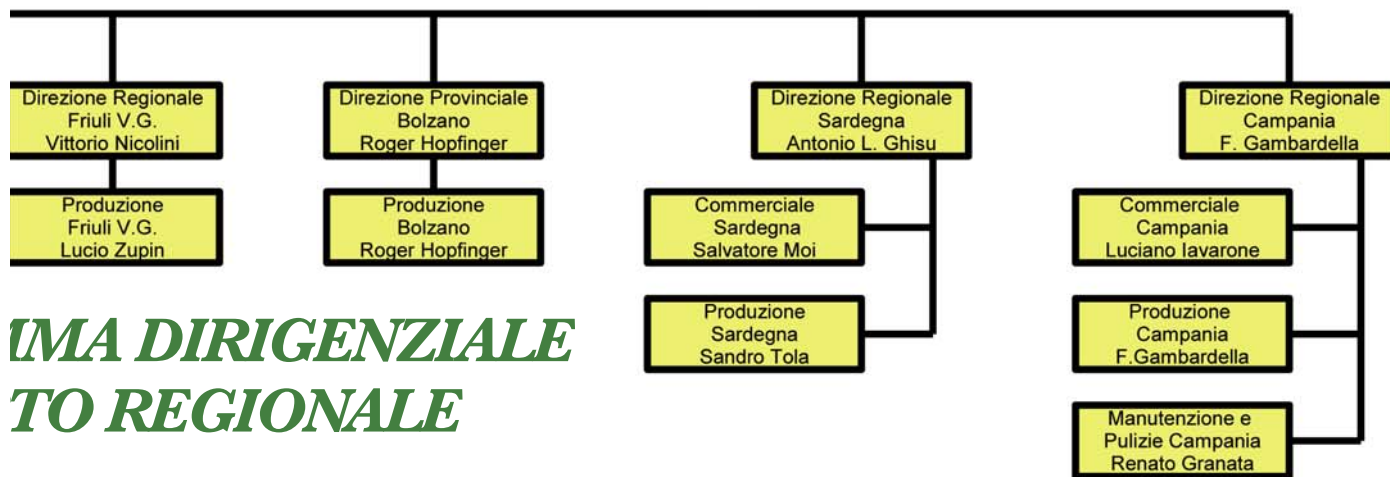 Direzione Regionale
Friuli V.G.
Vittorio Nicolini
Direzione Provinciale
Bolzano
Roger Hopfinger
Direzione Regionale
Sardegna
Antonio L. Ghisu
Direzione Regionale
Campania
F. Gambardella
Produzione
Friuli V.G.
Lucio Zupin
Produzione
Bolzano
Roger Hopfinger
Commerciale
Sardegna
Salvatore Moi
Commerciale
Campania
Luciano Iavarone
Produzione
Sardegna
Sandro Tola
Produzione
Campania
F.Gambardella
MMA DIRIGENZIALE
TO REGIONALE
Manutenzione e
Pulizie Campania
Renato Granata